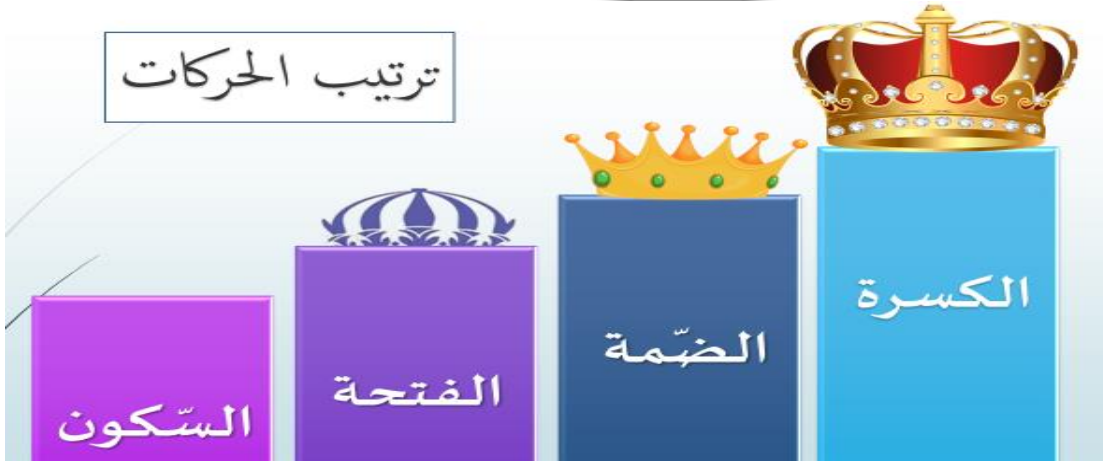 ترتيب الحركات
الكسرة
الضّمة
الفتحة
السّكون